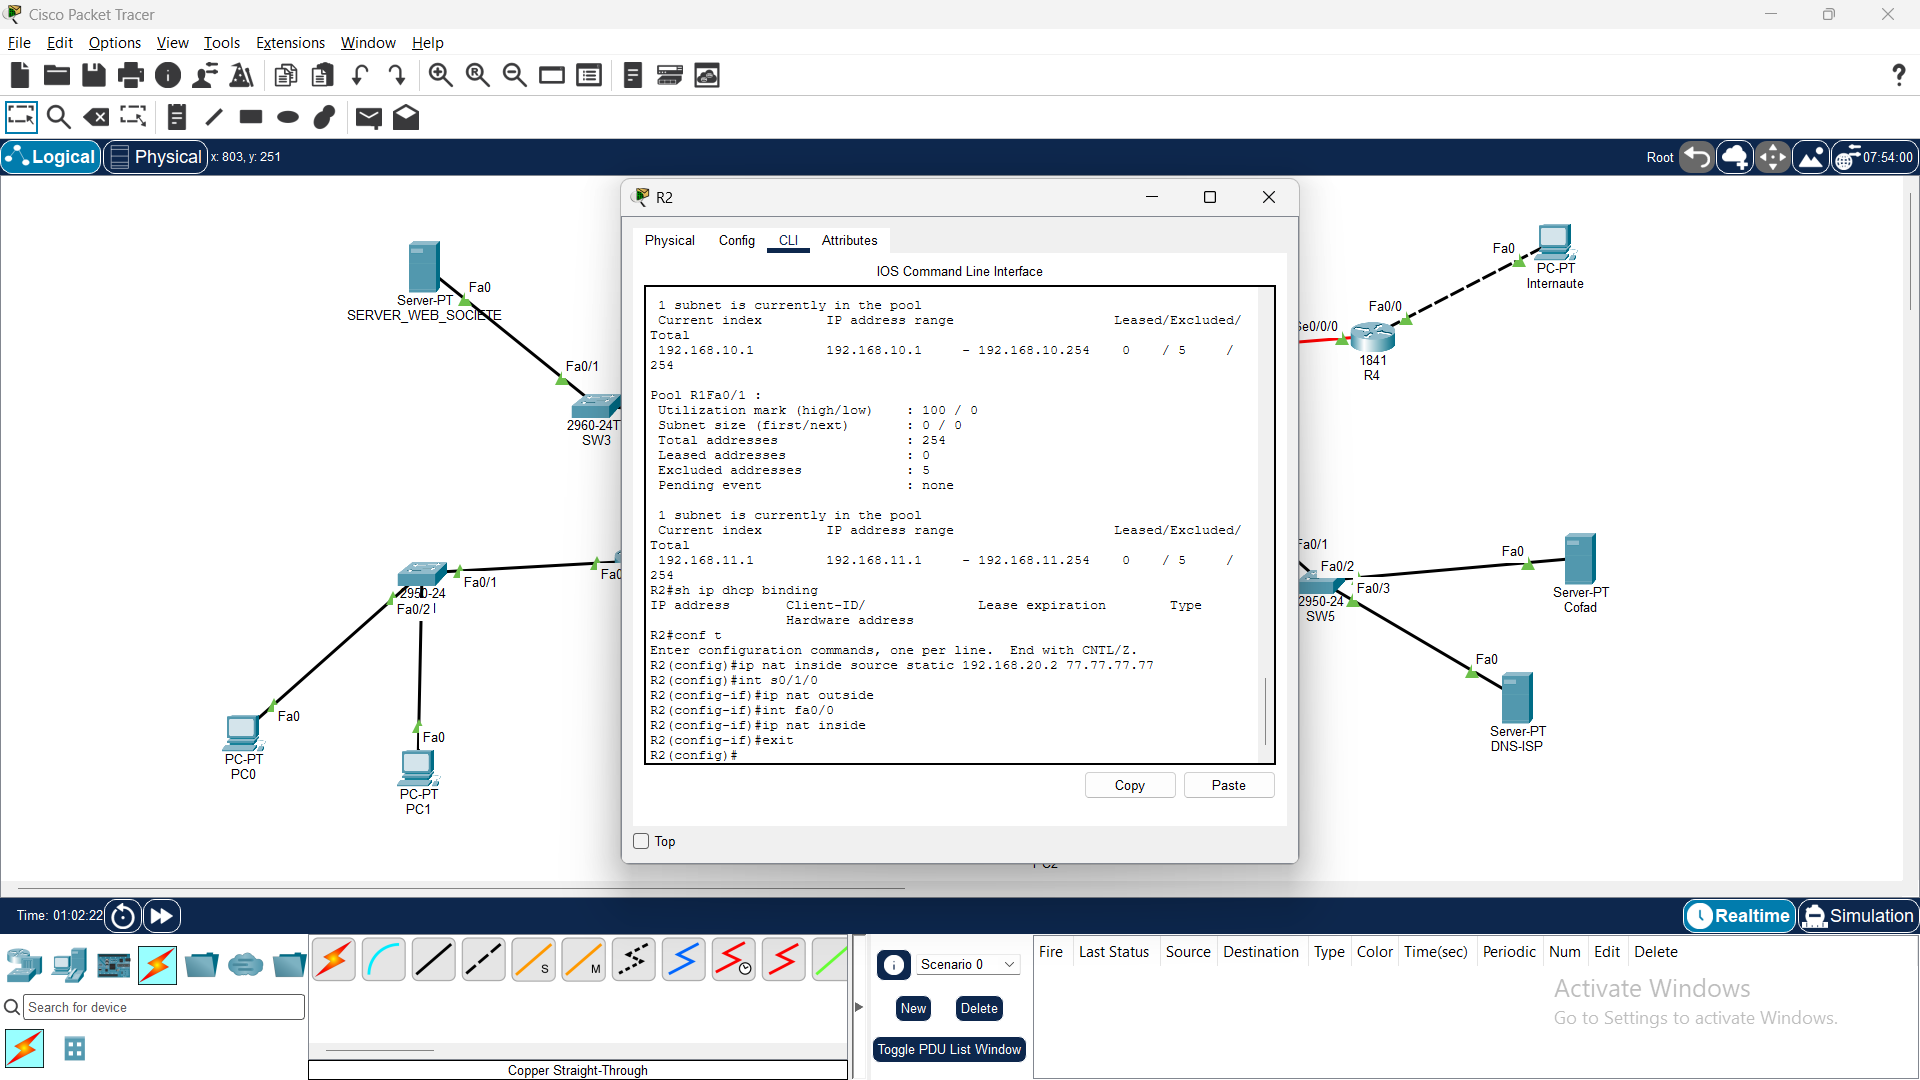 Cisco Packet Tracer
File Edit Options View Tools Extensions Window Help
Logical Physical x: 803, y: 251
Root 07:54:00
R2
Physical Config CLI Attributes
IOS Command Line Interface
1 subnet is currently in the pool
Current index IP address range Leased/Excluded/
Total
192.168.10.1 192.168.10.1 - 192.168.10.254 0 / 5 /
254
Pool R1Fa0/1 :
Utilization mark (high/low) : 100 / 0
Subnet size (first/next) : 0 / 0
Total addresses : 254
Leased addresses : 0
Excluded addresses : 5
Pending event : none
1 subnet is currently in the pool
Current index IP address range Leased/Excluded/
Total
192.168.11.1 192.168.11.1 - 192.168.11.254 0 / 5 /
254
R2#sh ip dhcp binding
IP address Client-ID/ Lease expiration Type
Hardware address
R2#conf t
Enter configuration commands, one per line. End with CNTL/Z.
R2(config)#ip nat inside source static 192.168.20.2 77.77.77.77
R2(config)#int s0/1/0
R2(config-if)#ip nat outside
R2(config-if)#int fa0/0
R2(config-if)#ip nat inside
R2(config-if)#exit
R2(config)#
Copy Paste
Top
Fa0
Server-PT
SERVER_WEB_SOCIETE
Fa0/1
2960-24T
SW3
Fa0/1
2950-24
Fa0/2
Fa0
PC-PT
PC0
Fa0
PC-PT
PC1
Fa0
PC-PT
Internaute
Fa0/0
Se0/0/0
1841
R4
Fa0/1
Fa0/2
Fa0/3
2950-24
SW5
Fa0
Server-PT
Cofad
Fa0
Server-PT
DNS-ISP
PC2
Time: 01:02:22
Realtime Simulation
Search for device
S
M
Copper Straight-Through
Scenario 0
New Delete
Toggle PDU List Window
Fire Last Status Source Destination Type Color Time(sec) Periodic Num Edit Delete
Activate Windows
Go to Settings to activate Windows.